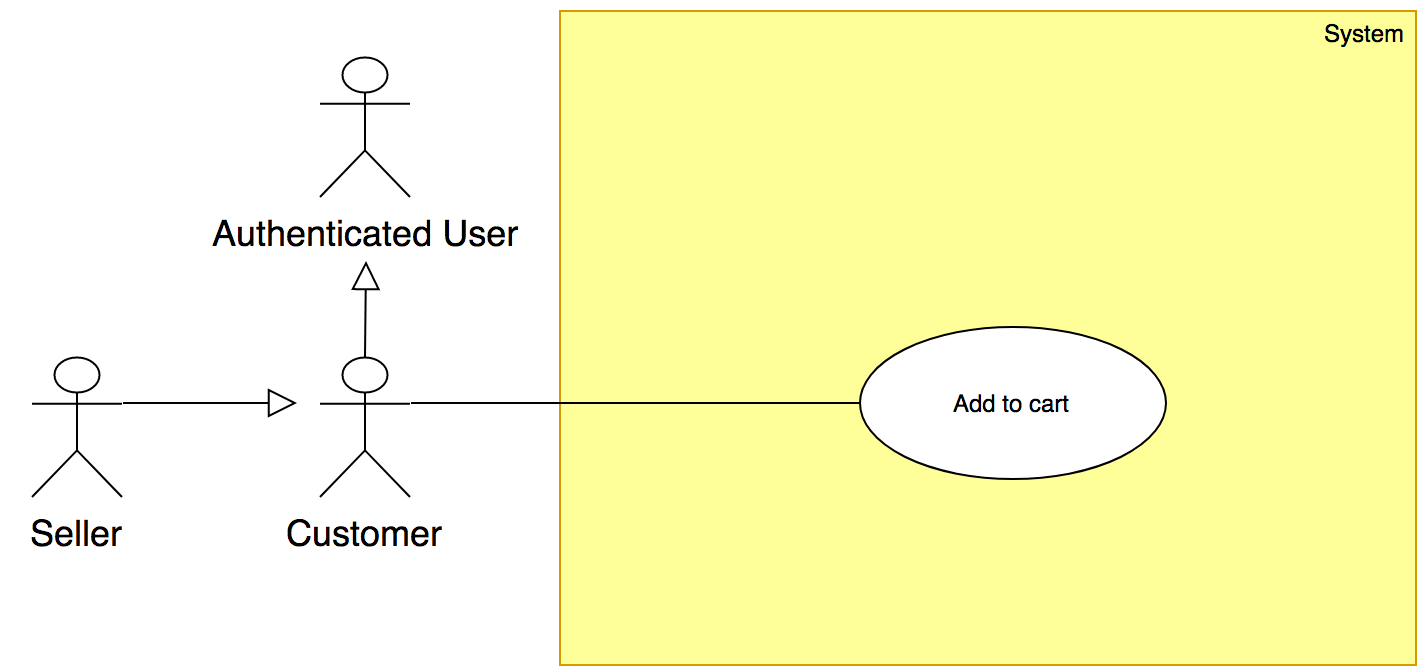 System
Authenticated User
Add to cart
Seller
Customer